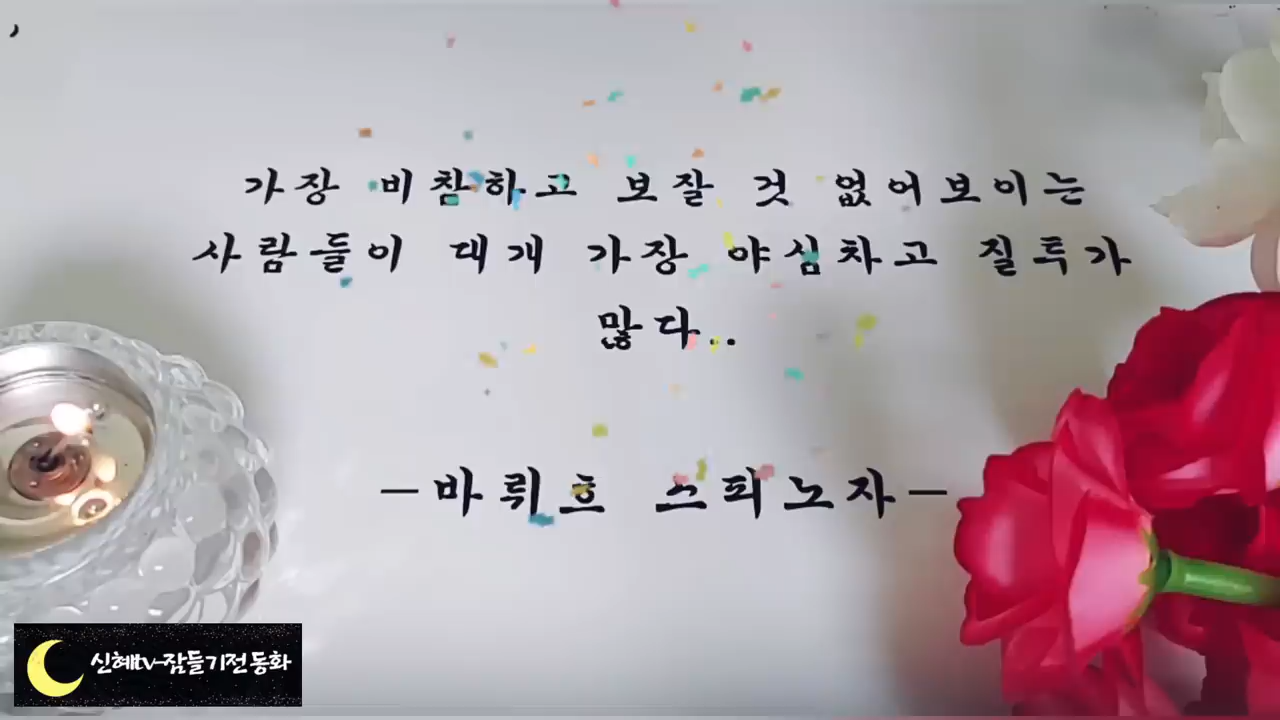 가장 비참하고 보잘 것 없어보이는
사람들이 대개 가장 야심차고 질투가
많다..
-바뤼흐 스피노자-
신혜tv-잠들기전 동화